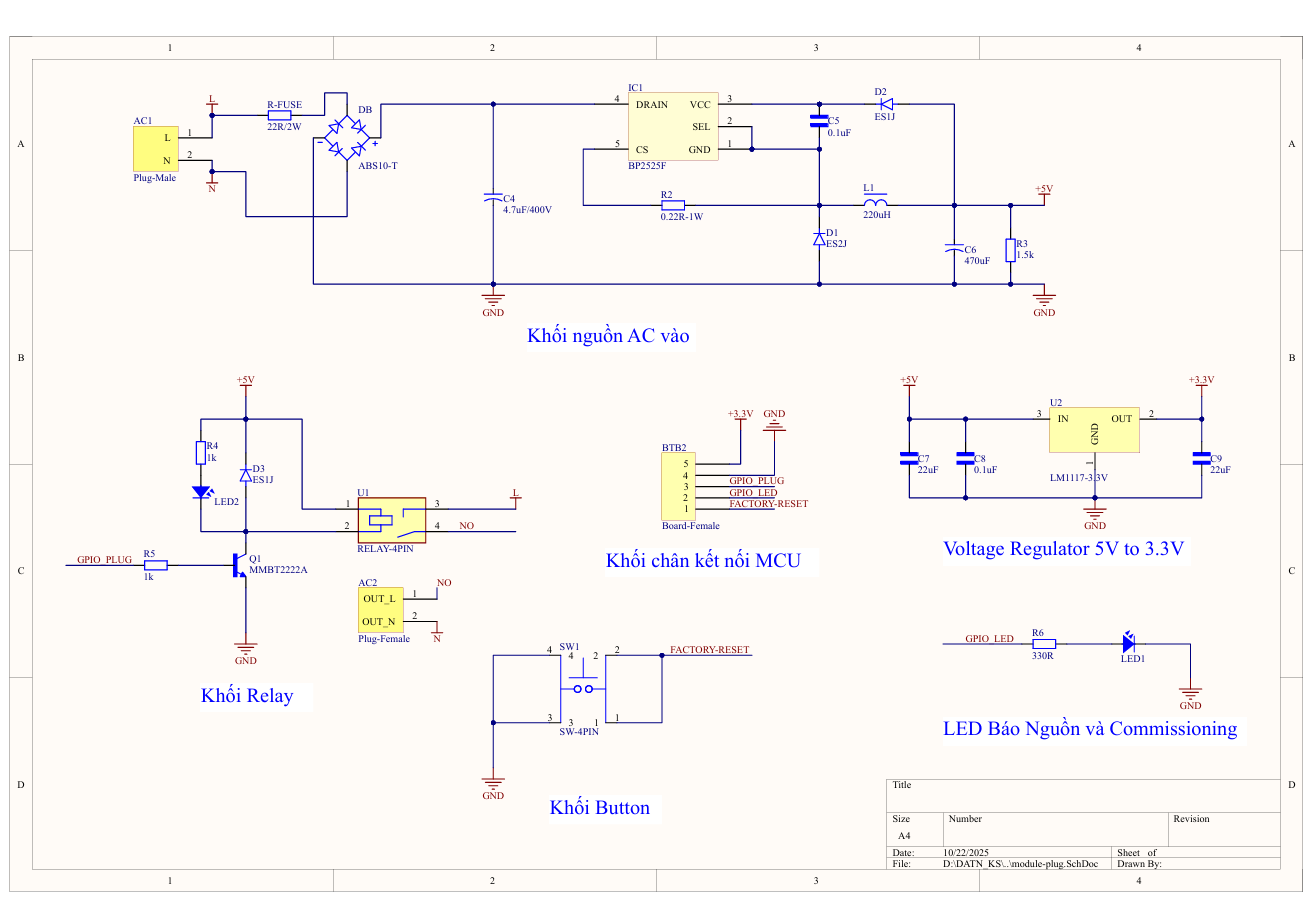 1 2 3 4
A
B
C
D
A
B
C
D
1 2 3 4
AC1
L 1
N 2
Plug-Male
L
N
R-FUSE
22R/2W
DB
- +
ABS10-T
C4
4.7uF/400V
GND
IC1
4 DRAIN VCC 3
SEL 2
5 CS GND 1
BP2525F
R2
0.22R-1W
C5
0.1uF
D2
ES1J
D1
ES2J
L1
220uH
C6
470uF
+5V
R3
1.5k
GND
Khối nguồn AC vào
+5V
R4
1k
D3
ES1J
LED2
U1
1 3
2 4
RELAY-4PIN
L
NO
GPIO_PLUG
R5
1k
Q1
MMBT2222A
GND
AC2
OUT_L 1
OUT_N 2
Plug-Female
NO
N
Khối Relay
+3.3V GND
BTB2
5
4
3 GPIO_PLUG
2 GPIO_LED
1 FACTORY-RESET
Board-Female
Khối chân kết nối MCU
+5V
C7
22uF
C8
0.1uF
U2
3 IN OUT 2
GND
1
LM1117-3.3V
+3.3V
C9
22uF
GND
Voltage Regulator 5V to 3.3V
SW1
4 4 2 2
3 3 1 1
SW-4PIN
FACTORY-RESET
GND
Khối Button
GPIO_LED
R6
330R
LED1
GND
LED Báo Nguồn và Commissioning
Title
Size Number Revision
A4
Date: 10/22/2025 Sheet of
File: D:\DATN_KS\..\module-plug.SchDoc Drawn By: